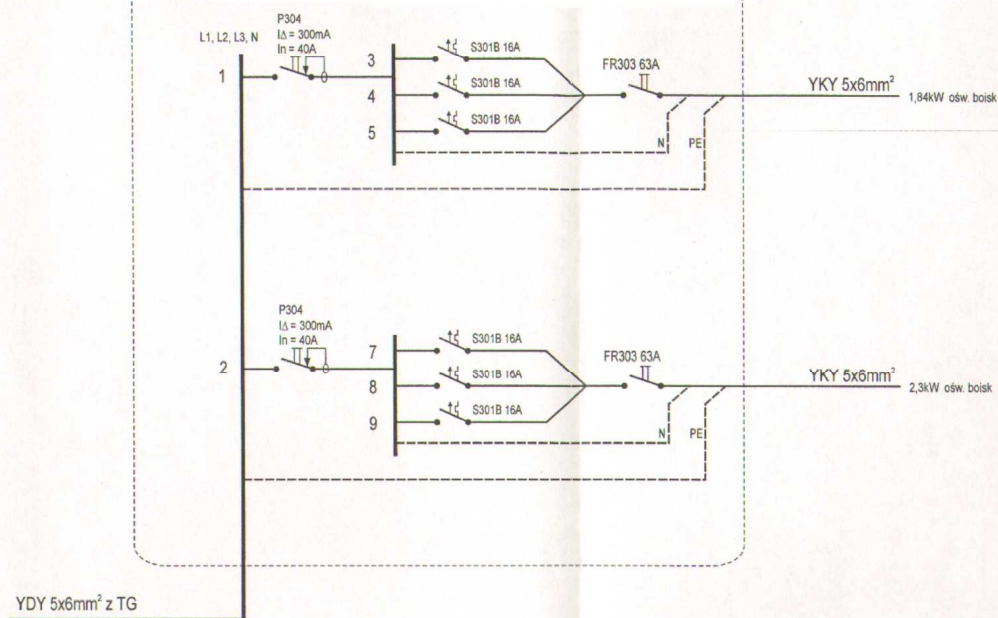 P304
IΔ = 300mA
In = 40A
L1, L2, L3, N
1
3
S301B 16A
4
S301B 16A
5
S301B 16A
FR303 63A
YKY 5x6mm²
1,84kW ośw. boisk
N
PE
P304
IΔ = 300mA
In = 40A
2
7
S301B 16A
8
S301B 16A
9
S301B 16A
FR303 63A
YKY 5x6mm²
2,3kW ośw. boisk
N
PE
YDY 5x6mm² z TG